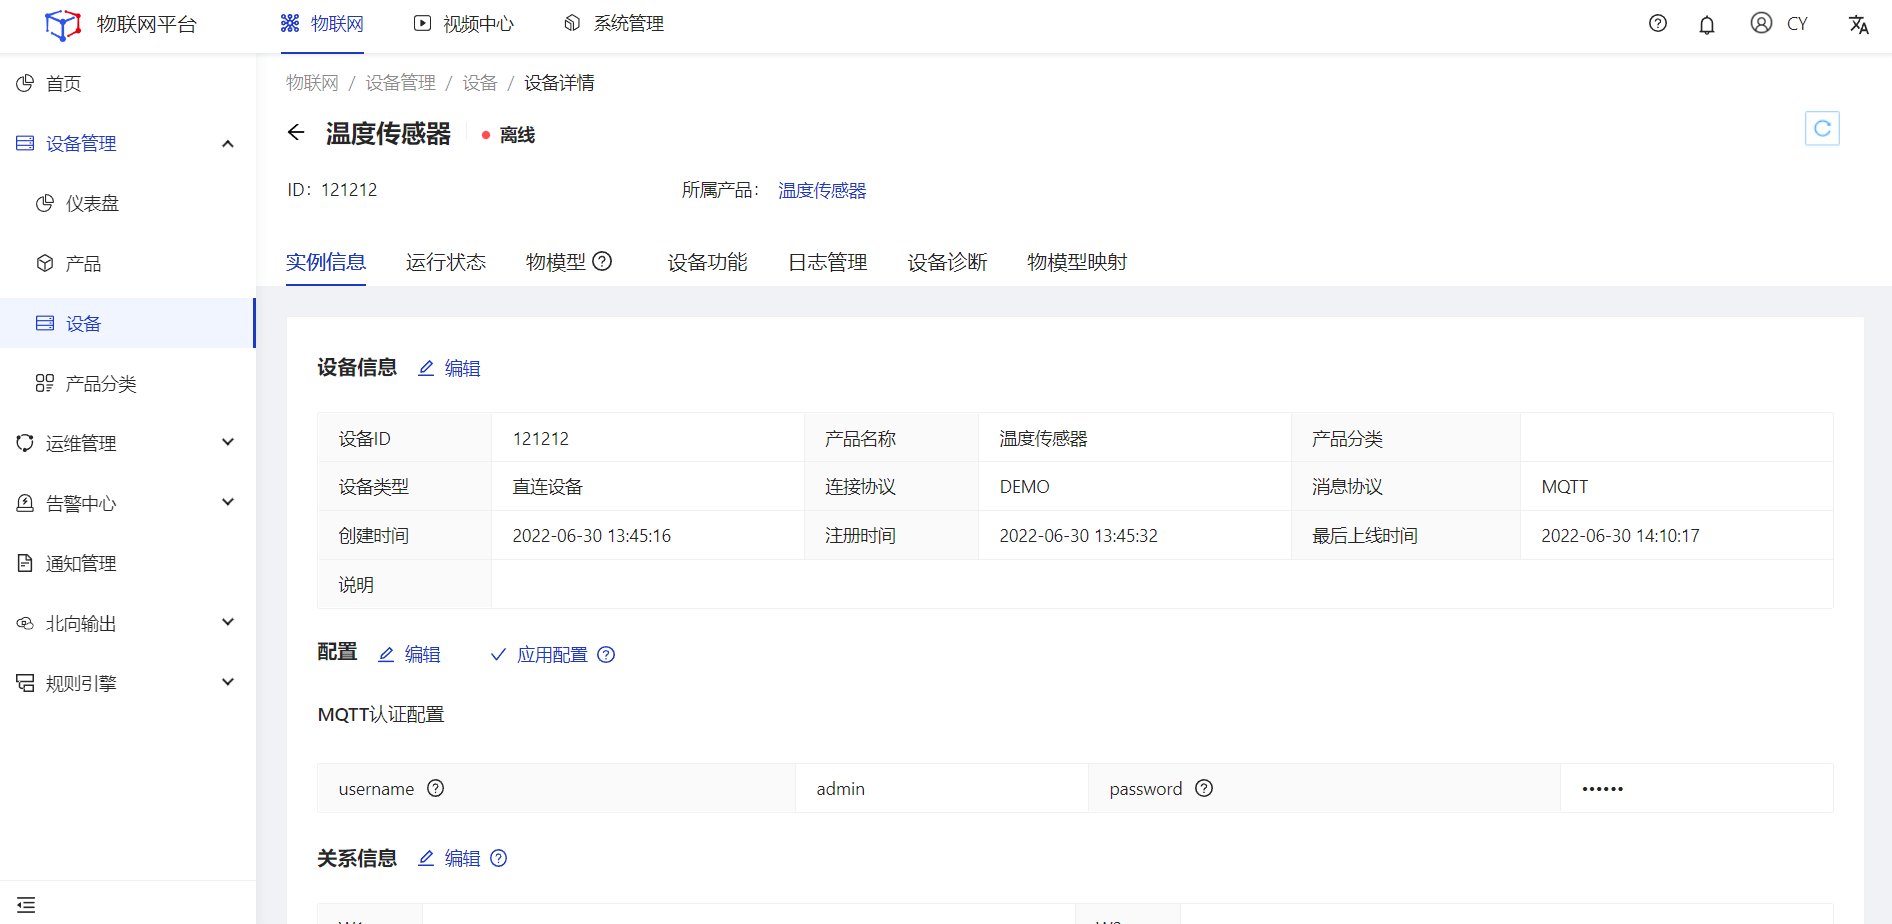 物联网平台
物联网 视频中心 系统管理 CY
首页
设备管理
仪表盘
产品
设备
产品分类
运维管理
告警中心
通知管理
北向输出
规则引擎
物联网 / 设备管理 / 设备 / 设备详情
温度传感器 离线
ID：121212 所属产品： 温度传感器
实例信息 运行状态 物模型 设备功能 日志管理 设备诊断 物模型映射
设备信息 编辑
设备ID 121212 产品名称 温度传感器 产品分类
设备类型 直连设备 连接协议 DEMO 消息协议 MQTT
创建时间 2022-06-30 13:45:16 注册时间 2022-06-30 13:45:32 最后上线时间 2022-06-30 14:10:17
说明
配置 编辑 应用配置
MQTT认证配置
username admin password ••••••
关系信息 编辑